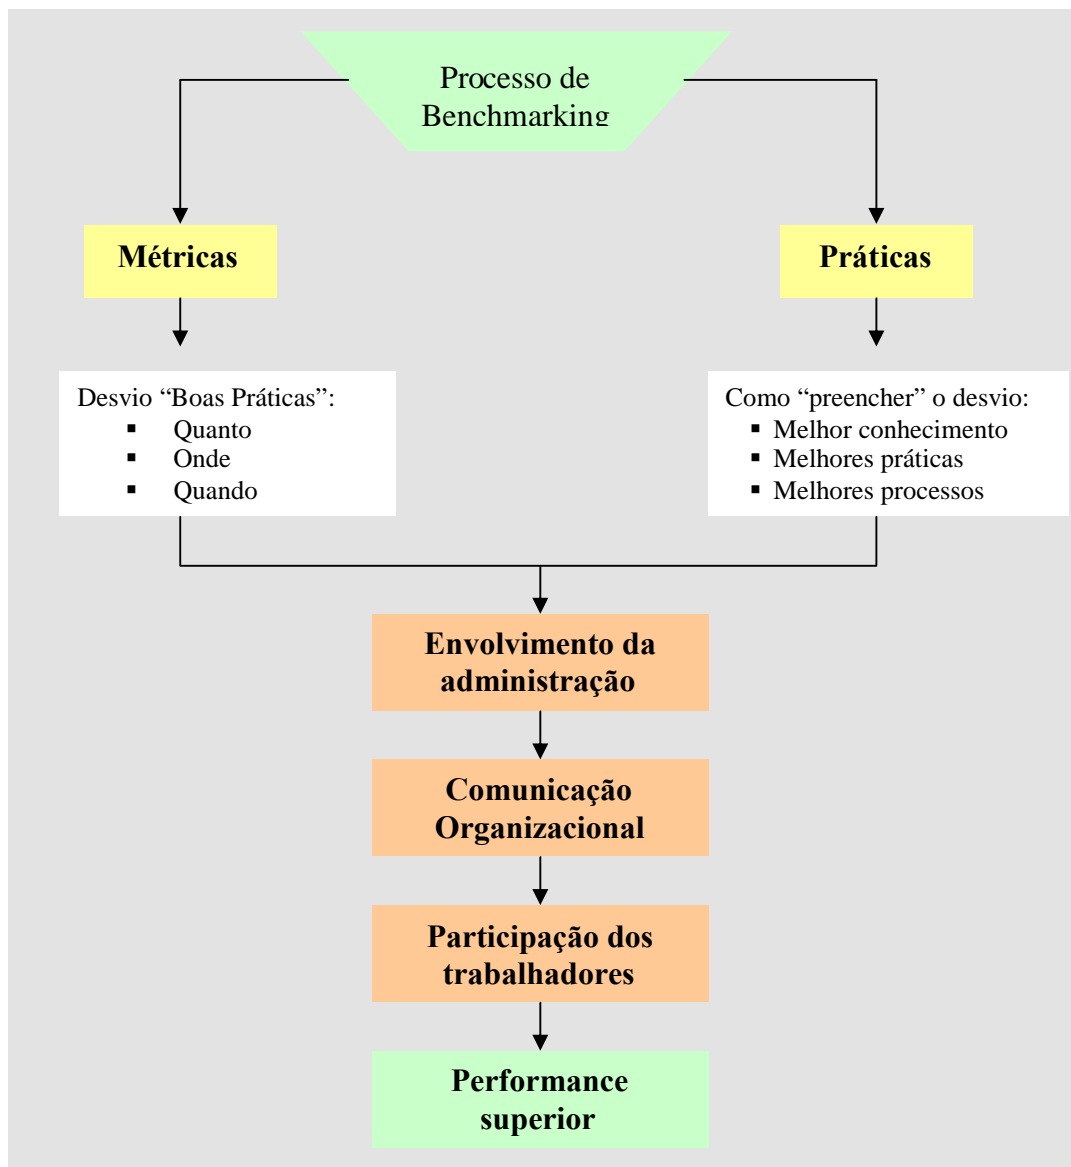 Processo de
Benchmarking
Métricas
Práticas
Desvio “Boas Práticas”:
▪ Quanto
▪ Onde
▪ Quando
Como “preencher” o desvio:
▪ Melhor conhecimento
▪ Melhores práticas
▪ Melhores processos
Envolvimento da
administração
Comunicação
Organizacional
Participação dos
trabalhadores
Performance
superior